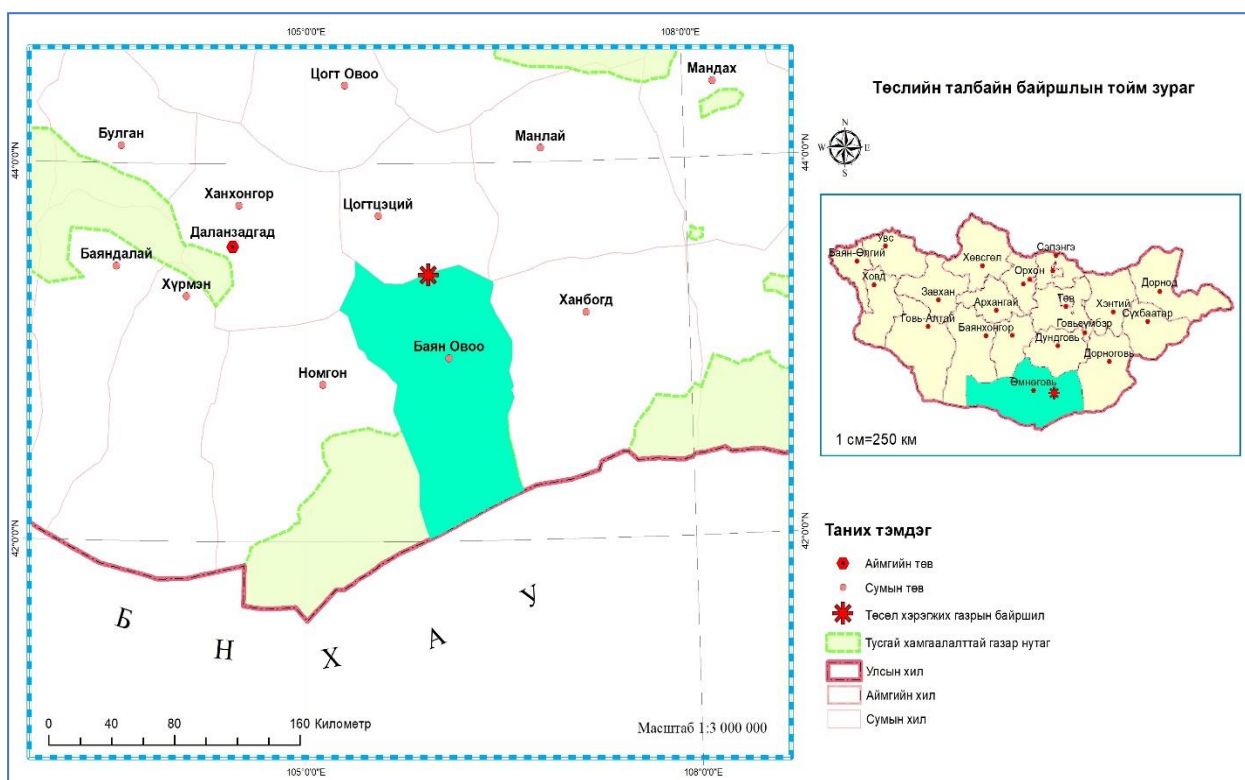 105°0'0"E
108°0'0"E
Цогт Овоо
Мандах
Булган
Манлай
44°0'0"N
44°0'0"N
Ханхонгор
Цогтцэций
Даланзадгад
Баяндалай
Хүрмэн
Ханбогд
Баян Овоо
Номгон
42°0'0"N
42°0'0"N
Б Н Х А У
0 40 80 160 Километр
Масштаб 1:3 000 000
105°0'0"E
108°0'0"E
Төслийн талбайн байршлын тойм зураг
N
W E
S
Увс
Баян-Өлгий
Ховд
Хөвсгөл
Сэлэнгэ
Орхон
Завхан
Архангай
Төв
Хэнтий
Дорнод
Сүхбаатар
Говь-Алтай
Баянхонгор
Говьсүмбэр
Дундговь
Дорноговь
Өмнөговь
1 см=250 км
Таних тэмдэг
Аймгийн төв
Сумын төв
Төсөл хэрэгжих газрын байршил
Тусгай хамгаалалттай газар нутаг
Улсын хил
Аймгийн хил
Сумын хил